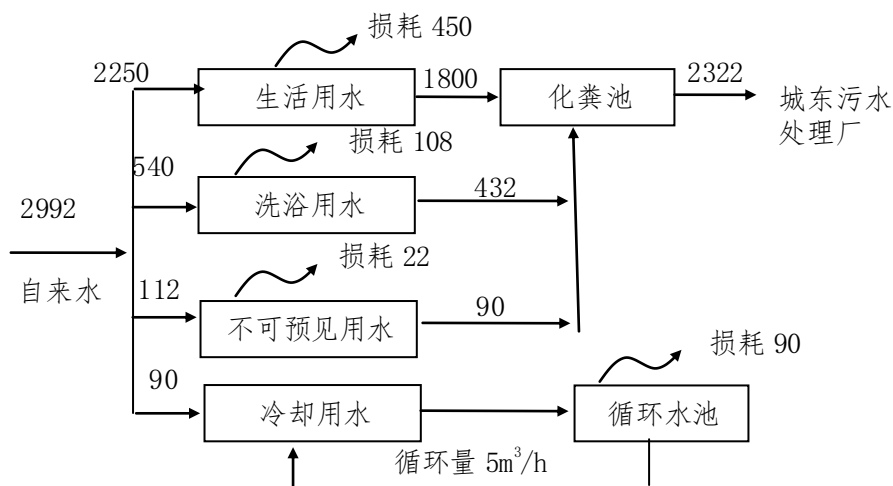 损耗 450
2250
生活用水
1800
化粪池
2322
城东污水
处理厂
损耗 108
540
洗浴用水
432
2992
自来水
损耗 22
112
不可预见用水
90
损耗 90
90
冷却用水
循环水池
循环量 5m³/h